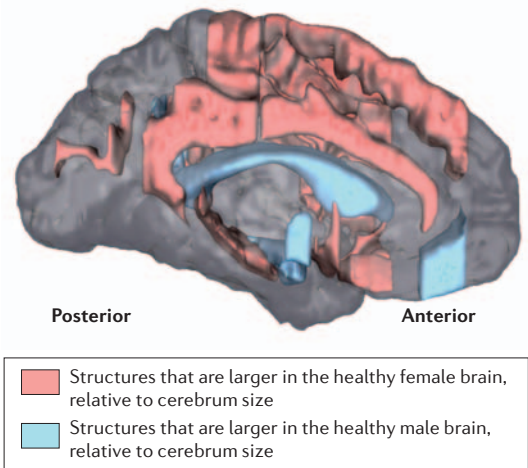 Posterior
Anterior
Structures that are larger in the healthy female brain,
relative to cerebrum size
Structures that are larger in the healthy male brain,
relative to cerebrum size